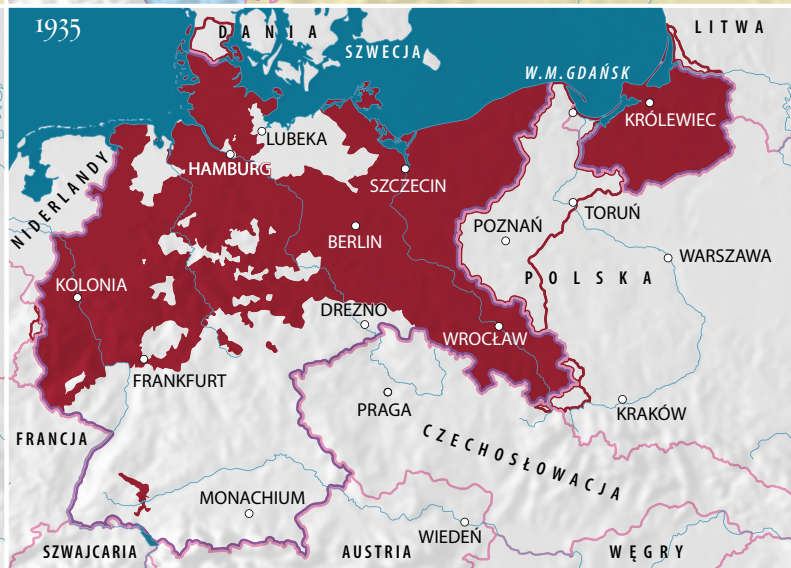 1935
DANIA
LITWA
SZWECJA
W.M.GDAŃSK
KRÓLEWIEC
LUBEKA
HAMBURG
SZCZECIN
NIDERLANDY
TORUŃ
POZNAŃ
BERLIN
WARSZAWA
POLSKA
KOLONIA
DREZNO
WROCŁAW
FRANKFURT
PRAGA
KRAKÓW
FRANCJA
CZECHOSŁOWACJA
MONACHIUM
WIEDEŃ
SZWAJCARIA
AUSTRIA
WĘGRY